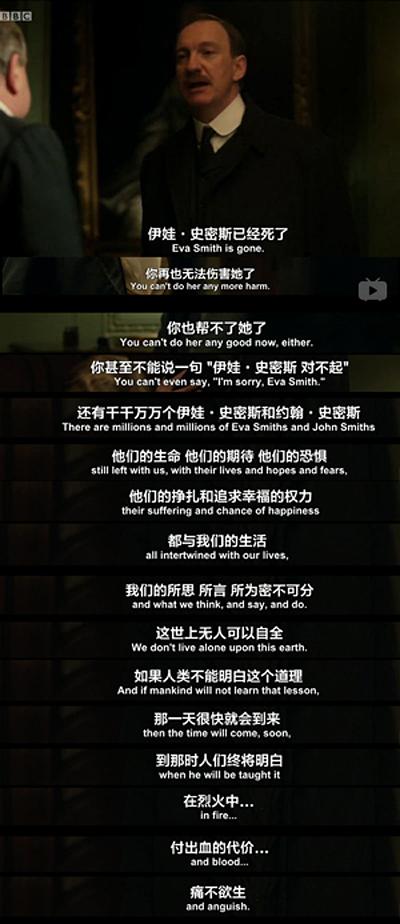 BBC
伊娃·史密斯已经死了
Eva Smith is gone.
你再也无法伤害她了
You can't do her any more harm.
你也帮不了她了
You can't do her any good now, either.
你甚至不能说一句 "伊娃·史密斯 对不起"
You can't even say, "I'm sorry, Eva Smith."
还有千千万万个伊娃·史密斯和约翰·史密斯
There are millions and millions of Eva Smiths and John Smiths
他们的生命 他们的期待 他们的恐惧
still left with us, with their lives and hopes and fears,
他们的挣扎和追求幸福的权力
their suffering and chance of happiness
都与我们的生活
all intertwined with our lives,
我们的所思 所言 所为密不可分
and what we think, and say, and do.
这世上无人可以自全
We don't live alone upon this earth.
如果人类不能明白这个道理
And if mankind will not learn that lesson,
那一天很快就会到来
then the time will come, soon,
到那时人们终将明白
when he will be taught it
在烈火中...
in fire...
付出血的代价...
and blood...
痛不欲生
and anguish.